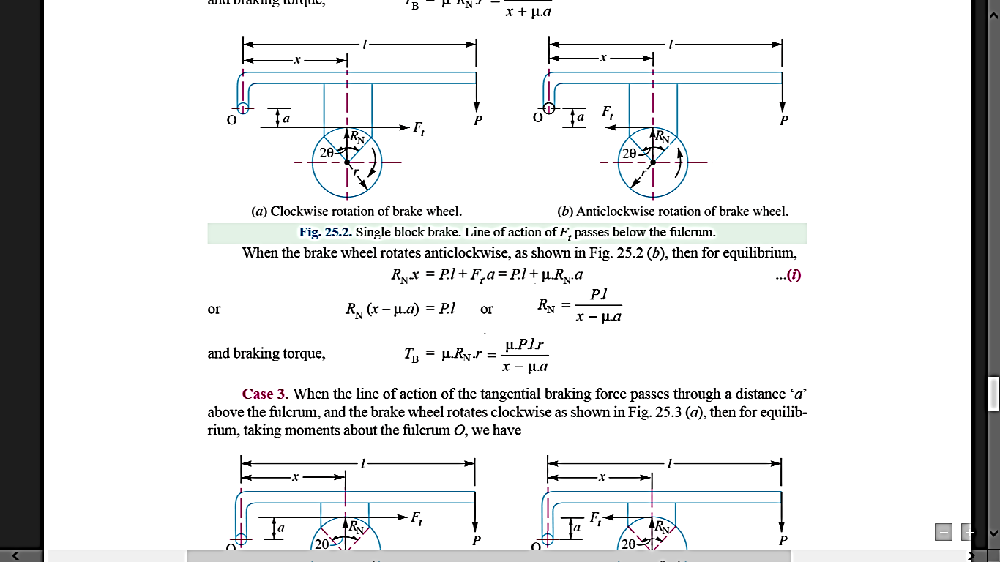 and braking torque, T_B = μ R_N r =
x + μ.a
l l
x x
O a F_t P O a F_t P
R_N R_N
2θ 2θ
r r
(a) Clockwise rotation of brake wheel. (b) Anticlockwise rotation of brake wheel.
Fig. 25.2. Single block brake. Line of action of F_t passes below the fulcrum.
When the brake wheel rotates anticlockwise, as shown in Fig. 25.2 (b), then for equilibrium,
R_N.x = P.l + F_t.a = P.l + μ.R_N.a ...(i)
or R_N (x – μ.a) = P.l or R_N = P.l / x – μ.a
and braking torque, T_B = μ.R_N.r = μ.P.l.r / x – μ.a
Case 3. When the line of action of the tangential braking force passes through a distance ‘a’
above the fulcrum, and the brake wheel rotates clockwise as shown in Fig. 25.3 (a), then for equilib-
rium, taking moments about the fulcrum O, we have
l l
x x
F_t F_t
a R_N a R_N
O 2θ P O 2θ P